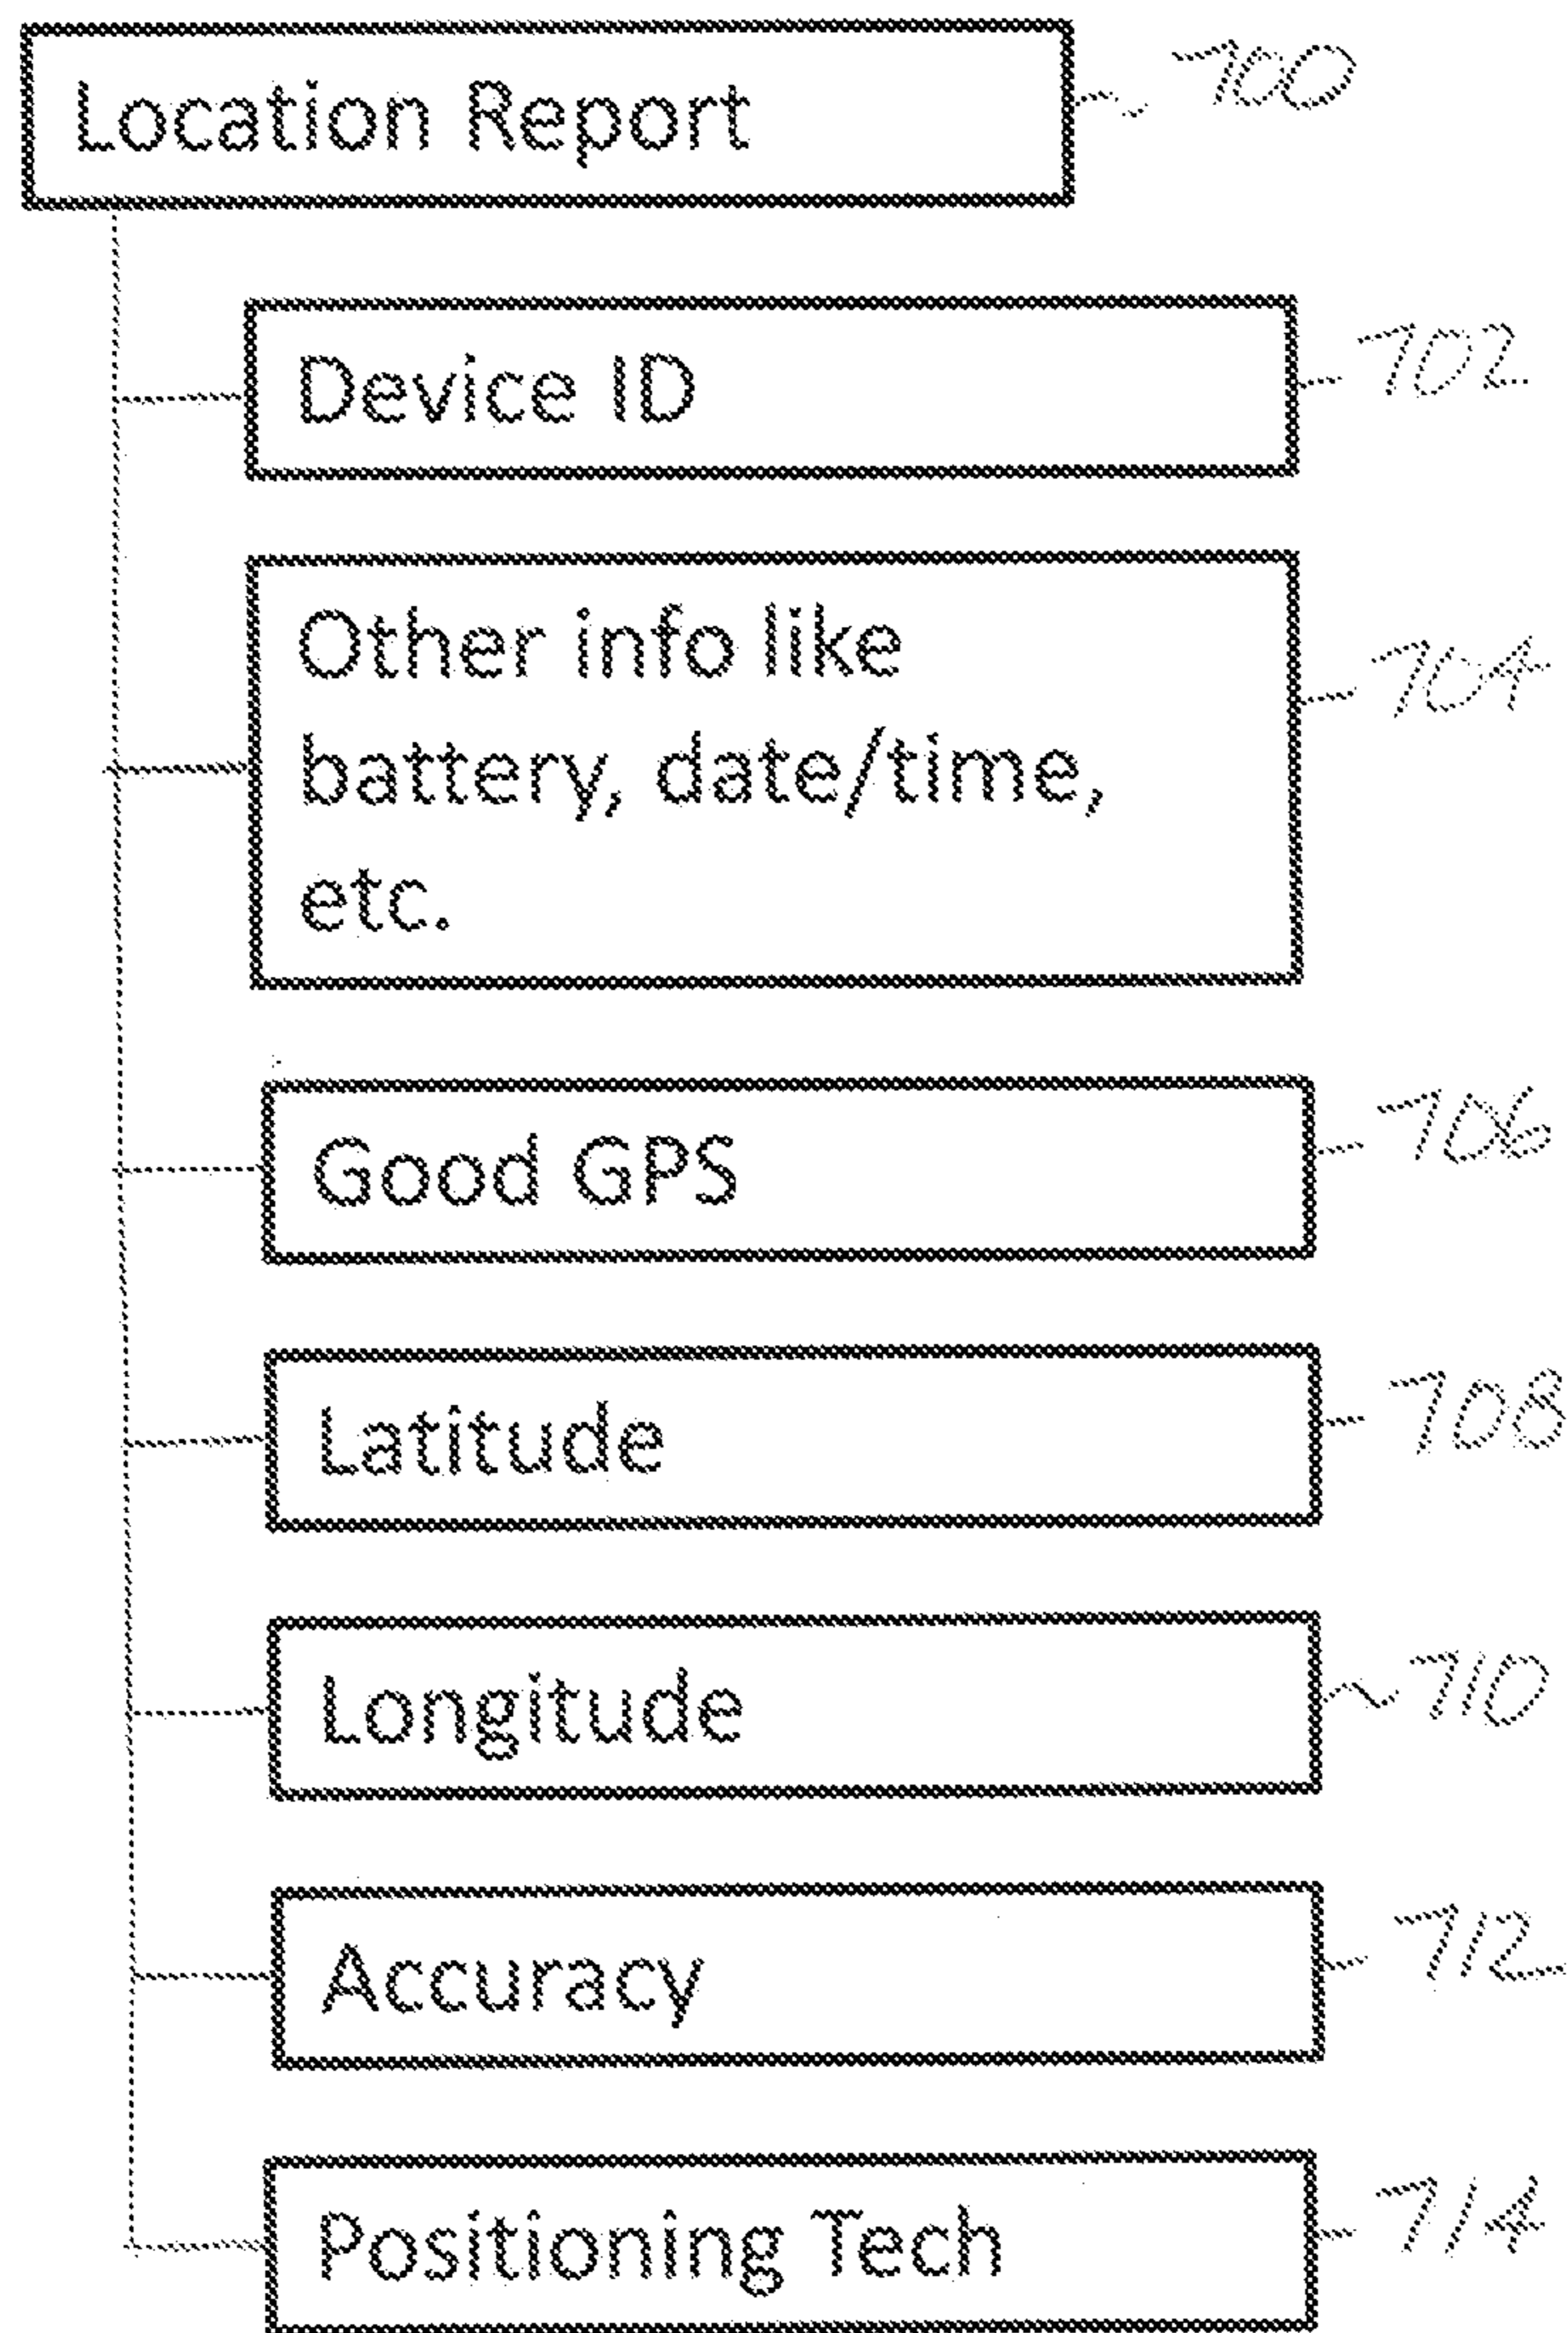 Location Report 700
Device ID 702
Other info like
battery, date/time, 704
etc.
Good GPS 706
Latitude 708
Longitude 710
Accuracy 712
Positioning Tech 714